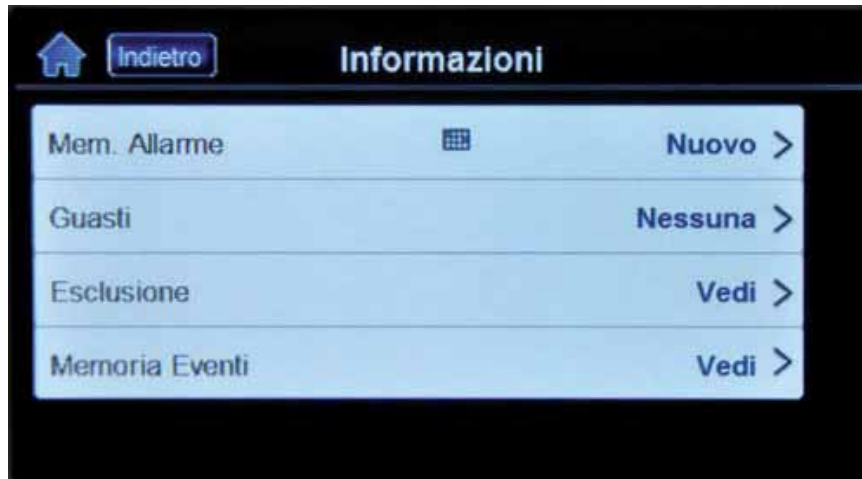 Indietro Informazioni
Mem. Allarme Nuovo >
Guasti Nessuna >
Esclusione Vedi >
Memoria Eventi Vedi >